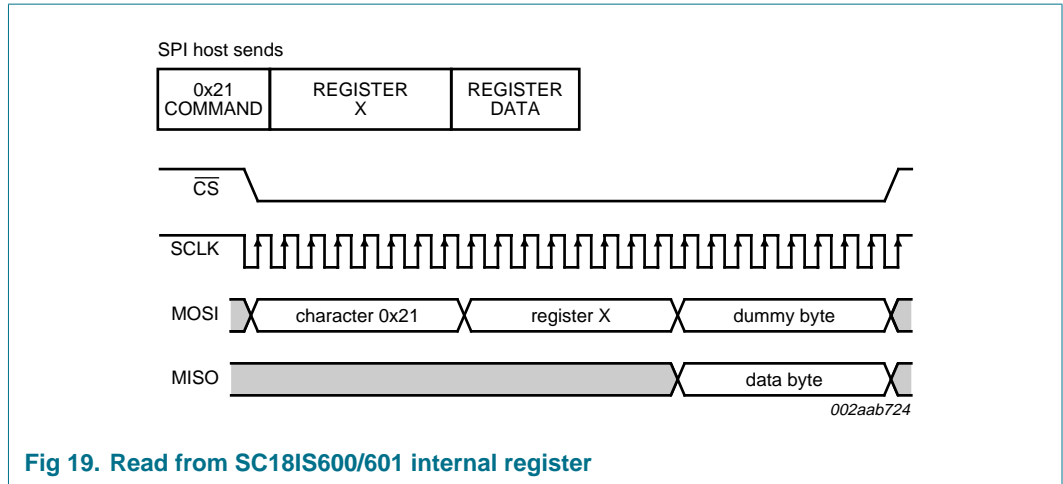 SPI host sends
0x21 COMMAND
REGISTER X
REGISTER DATA
CS
SCLK
MOSI
character 0x21
register X
dummy byte
MISO
data byte
002aab724
Fig 19. Read from SC18IS600/601 internal register